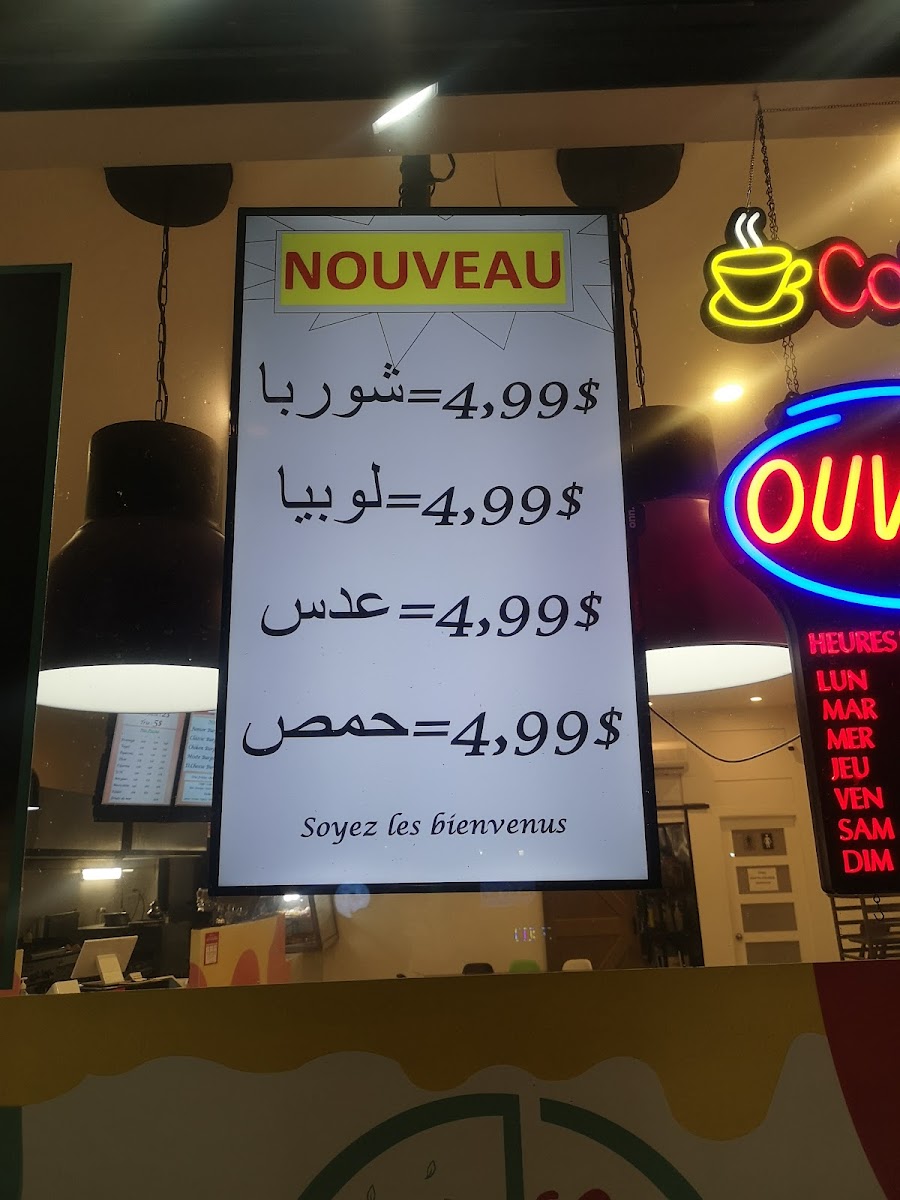 NOUVEAU
شوربا=4,99$
لوبيا=4,99$
عدس=4,99$
حمص=4,99$
Soyez les bienvenus
onn.
HEURES
LUN
MAR
MER
JEU
VEN
SAM
DIM